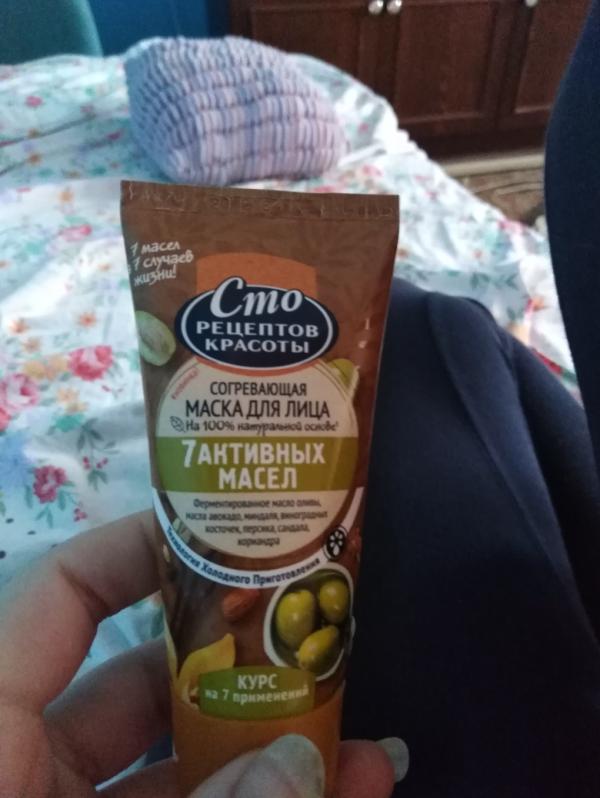 7 масел
7 случаев
жизни!
Сто
РЕЦЕПТОВ
КРАСОТЫ
СОГРЕВАЮЩАЯ
МАСКА ДЛЯ ЛИЦА
На 100% натуральной основе!
7 АКТИВНЫХ
МАСЕЛ
Ферментированное масло оливы,
масла авокадо, миндаля, виноградных
косточек, персика, сандала,
кориандра
Технология Холодного Приготовления
КУРС
на 7 применений